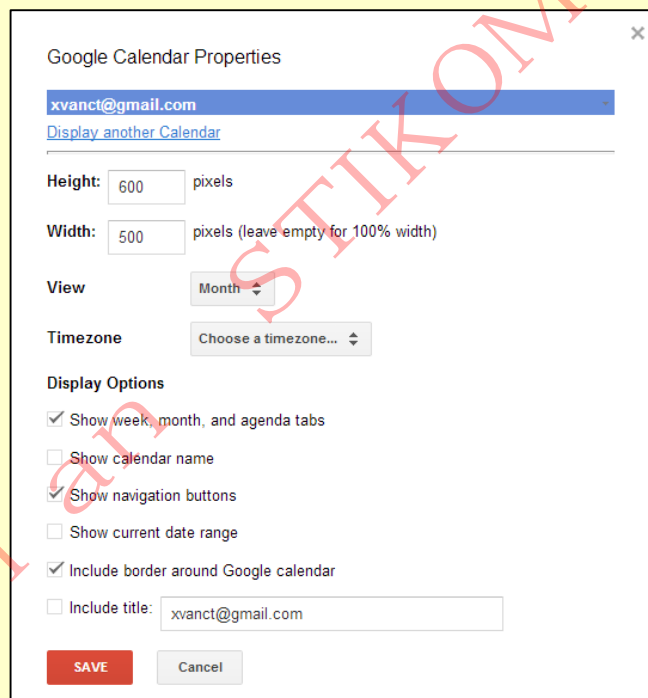 ×
Google Calendar Properties
xvanct@gmail.com
Display another Calendar
Height: 600 pixels
Width: 500 pixels (leave empty for 100% width)
View Month
Timezone Choose a timezone...
Display Options
Show week, month, and agenda tabs
Show calendar name
Show navigation buttons
Show current date range
Include border around Google calendar
Include title: xvanct@gmail.com
SAVE Cancel
an STIKOM